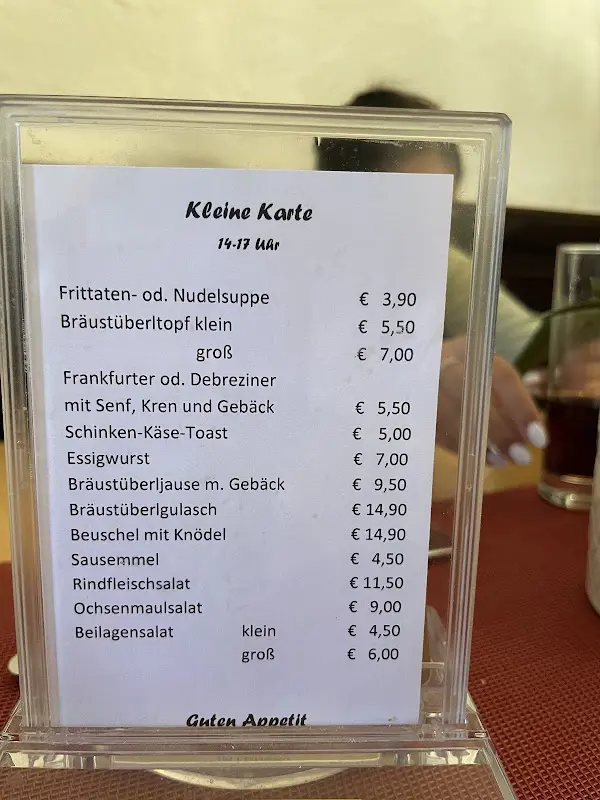 Kleine Karte
14-17 Uhr
Frittaten- od. Nudelsuppe € 3,90
Bräustüberltopf klein € 5,50
groß € 7,00
Frankfurter od. Debreziner
mit Senf, Kren und Gebäck € 5,50
Schinken-Käse-Toast € 5,00
Essigwurst € 7,00
Bräustüberljause m. Gebäck € 9,50
Bräustüberlgulasch € 14,90
Beuschel mit Knödel € 14,90
Sausemmel € 4,50
Rindfleischsalat € 11,50
Ochsenmaulsalat € 9,00
Beilagensalat klein € 4,50
groß € 6,00
Guten Appetit